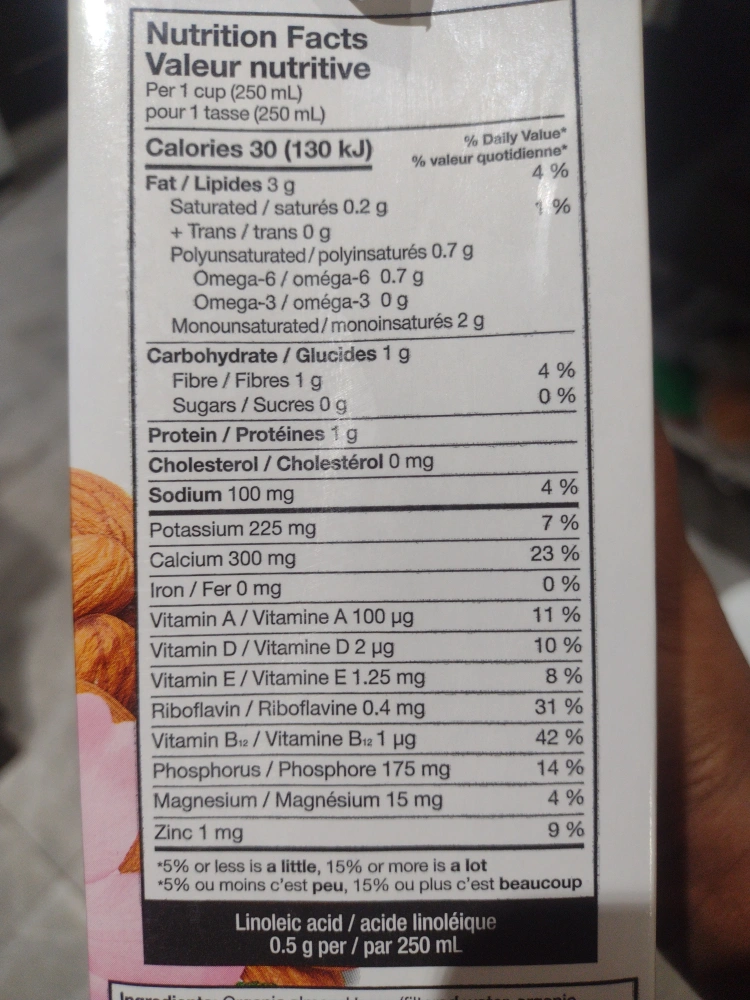 Nutrition Facts
Valeur nutritive
Per 1 cup (250 mL)
pour 1 tasse (250 mL)
Calories 30 (130 kJ)
% Daily Value*
% valeur quotidienne*
Fat / Lipides 3 g 4 %
Saturated / saturés 0.2 g 1 %
+ Trans / trans 0 g
Polyunsaturated / polyinsaturés 0.7 g
Omega-6 / oméga-6 0.7 g
Omega-3 / oméga-3 0 g
Monounsaturated / monoinsaturés 2 g
Carbohydrate / Glucides 1 g
Fibre / Fibres 1 g 4 %
Sugars / Sucres 0 g 0 %
Protein / Protéines 1 g
Cholesterol / Cholestérol 0 mg
Sodium 100 mg 4 %
Potassium 225 mg 7 %
Calcium 300 mg 23 %
Iron / Fer 0 mg 0 %
Vitamin A / Vitamine A 100 µg 11 %
Vitamin D / Vitamine D 2 µg 10 %
Vitamin E / Vitamine E 1.25 mg 8 %
Riboflavin / Riboflavine 0.4 mg 31 %
Vitamin B12 / Vitamine B12 1 µg 42 %
Phosphorus / Phosphore 175 mg 14 %
Magnesium / Magnésium 15 mg 4 %
Zinc 1 mg 9 %
*5% or less is a little, 15% or more is a lot
*5% ou moins c'est peu, 15% ou plus c'est beaucoup
Linoleic acid / acide linoléique
0.5 g per / par 250 mL